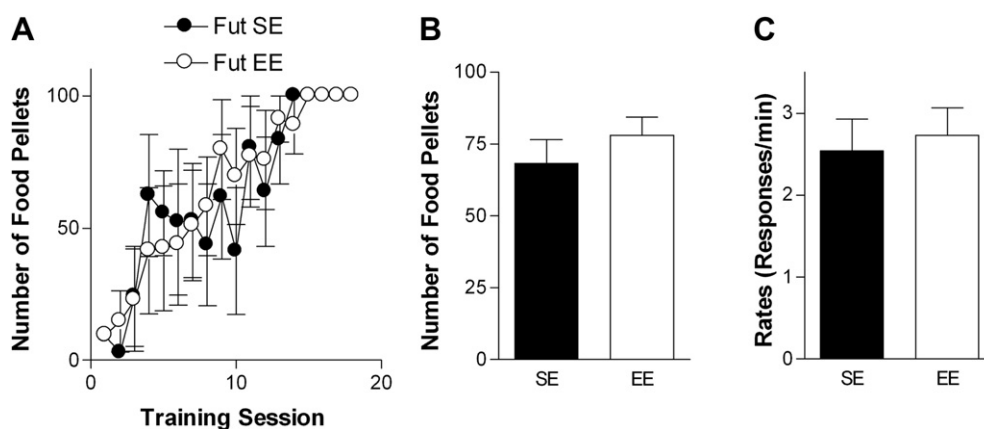 A
Fut SE
Fut EE
Number of Food Pellets
100
50
0
0 10 20
Training Session
B
Number of Food Pellets
100
75
50
25
0
SE EE
C
Rates (Responses/min)
3
2
1
0
SE EE